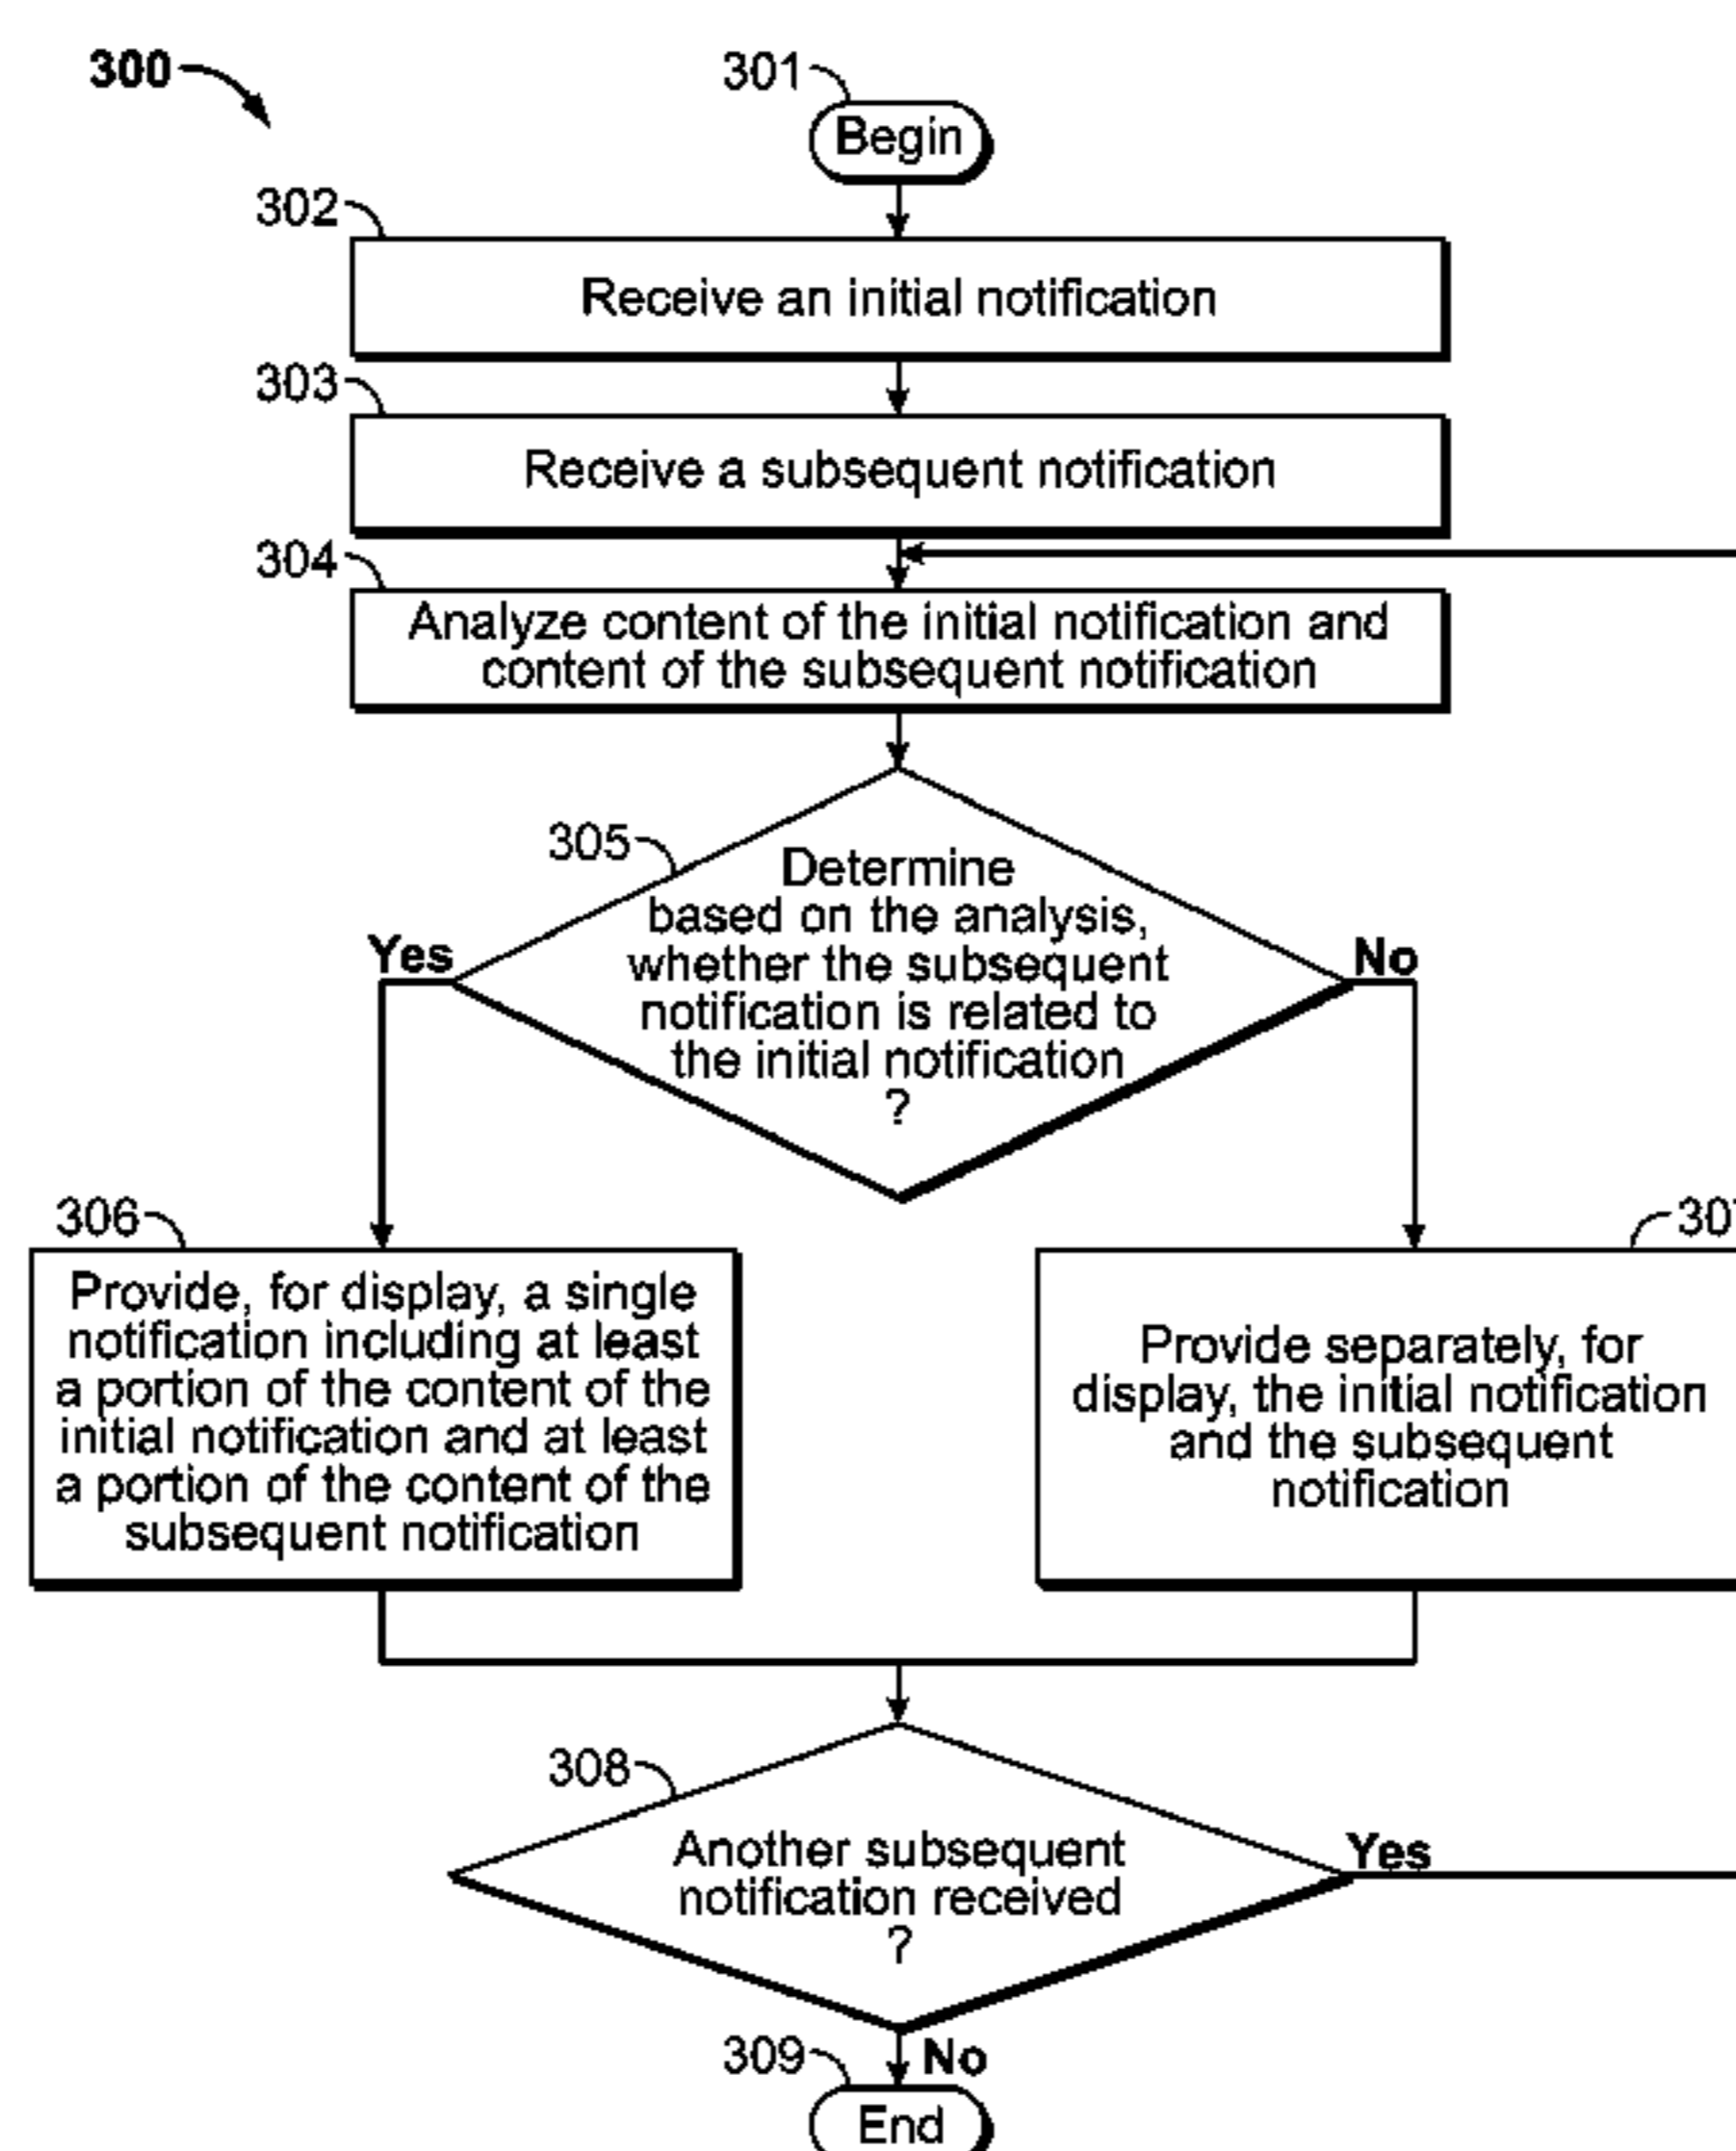 300
301
Begin
302
Receive an initial notification
303
Receive a subsequent notification
304
Analyze content of the initial notification and
content of the subsequent notification
305
Determine
based on the analysis,
whether the subsequent
notification is related to
the initial notification
?
Yes
No
306
Provide, for display, a single
notification including at least
a portion of the content of the
initial notification and at least
a portion of the content of the
subsequent notification
Provide separately, for
display, the initial notification
and the subsequent
notification
308
Another subsequent
notification received
?
Yes
309
No
End